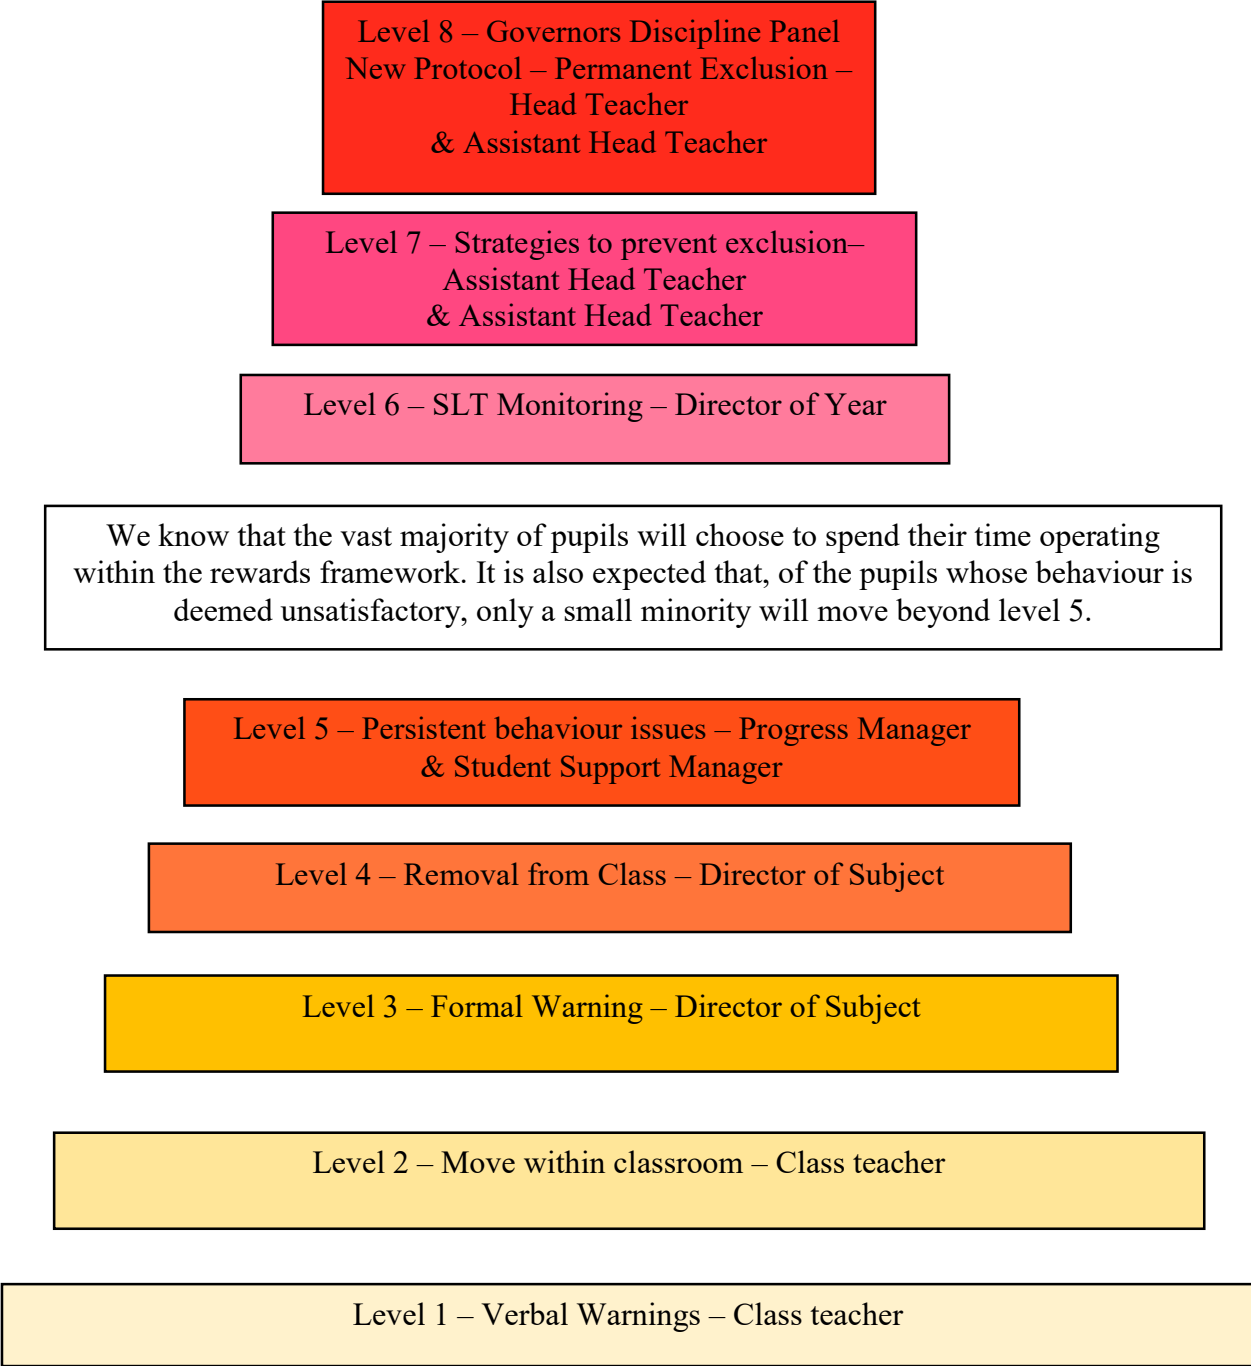 Level 8 – Governors Discipline Panel
New Protocol – Permanent Exclusion –
Head Teacher
& Assistant Head Teacher
Level 7 – Strategies to prevent exclusion–
Assistant Head Teacher
& Assistant Head Teacher
Level 6 – SLT Monitoring – Director of Year
We know that the vast majority of pupils will choose to spend their time operating
within the rewards framework. It is also expected that, of the pupils whose behaviour is
deemed unsatisfactory, only a small minority will move beyond level 5.
Level 5 – Persistent behaviour issues – Progress Manager
& Student Support Manager
Level 4 – Removal from Class – Director of Subject
Level 3 – Formal Warning – Director of Subject
Level 2 – Move within classroom – Class teacher
Level 1 – Verbal Warnings – Class teacher